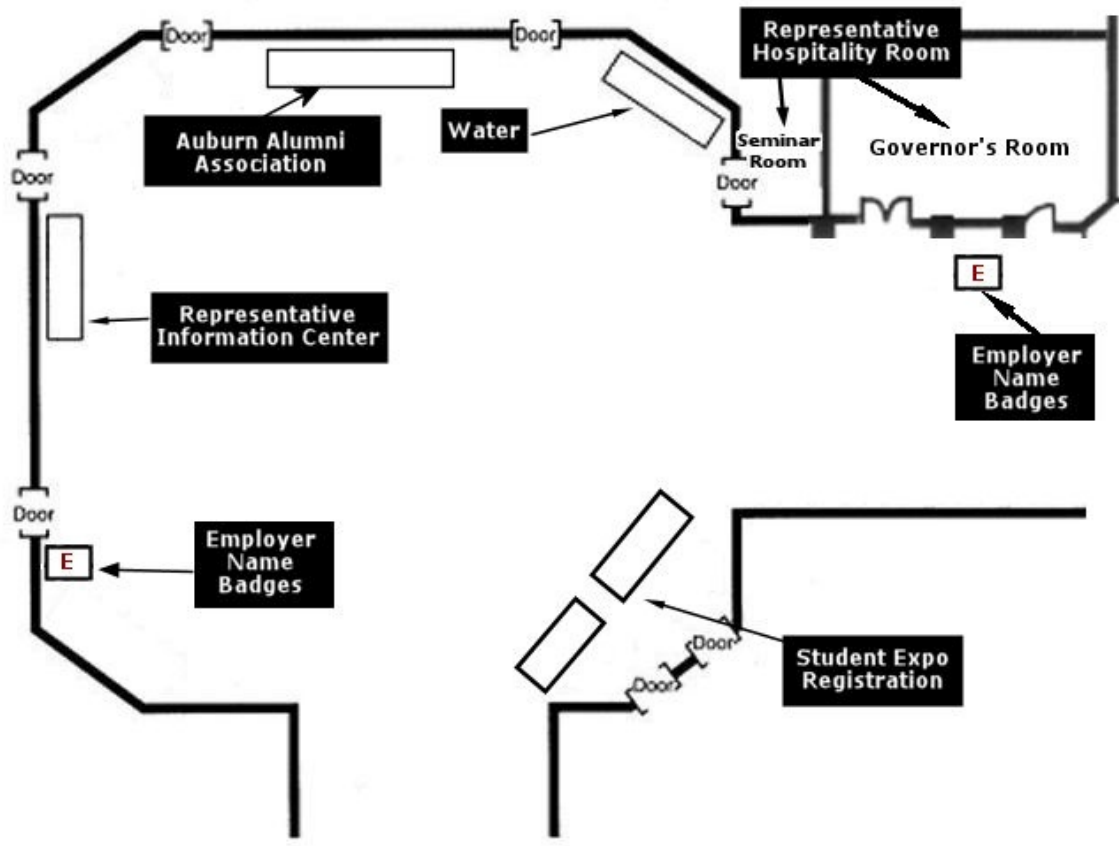 Door
Door
Representative
Hospitality Room
Auburn Alumni
Association
Water
Seminar
Room
Governor's Room
Door
Door
E
Representative
Information Center
Employer
Name
Badges
Door
E
Employer
Name
Badges
Door
Door
Student Expo
Registration